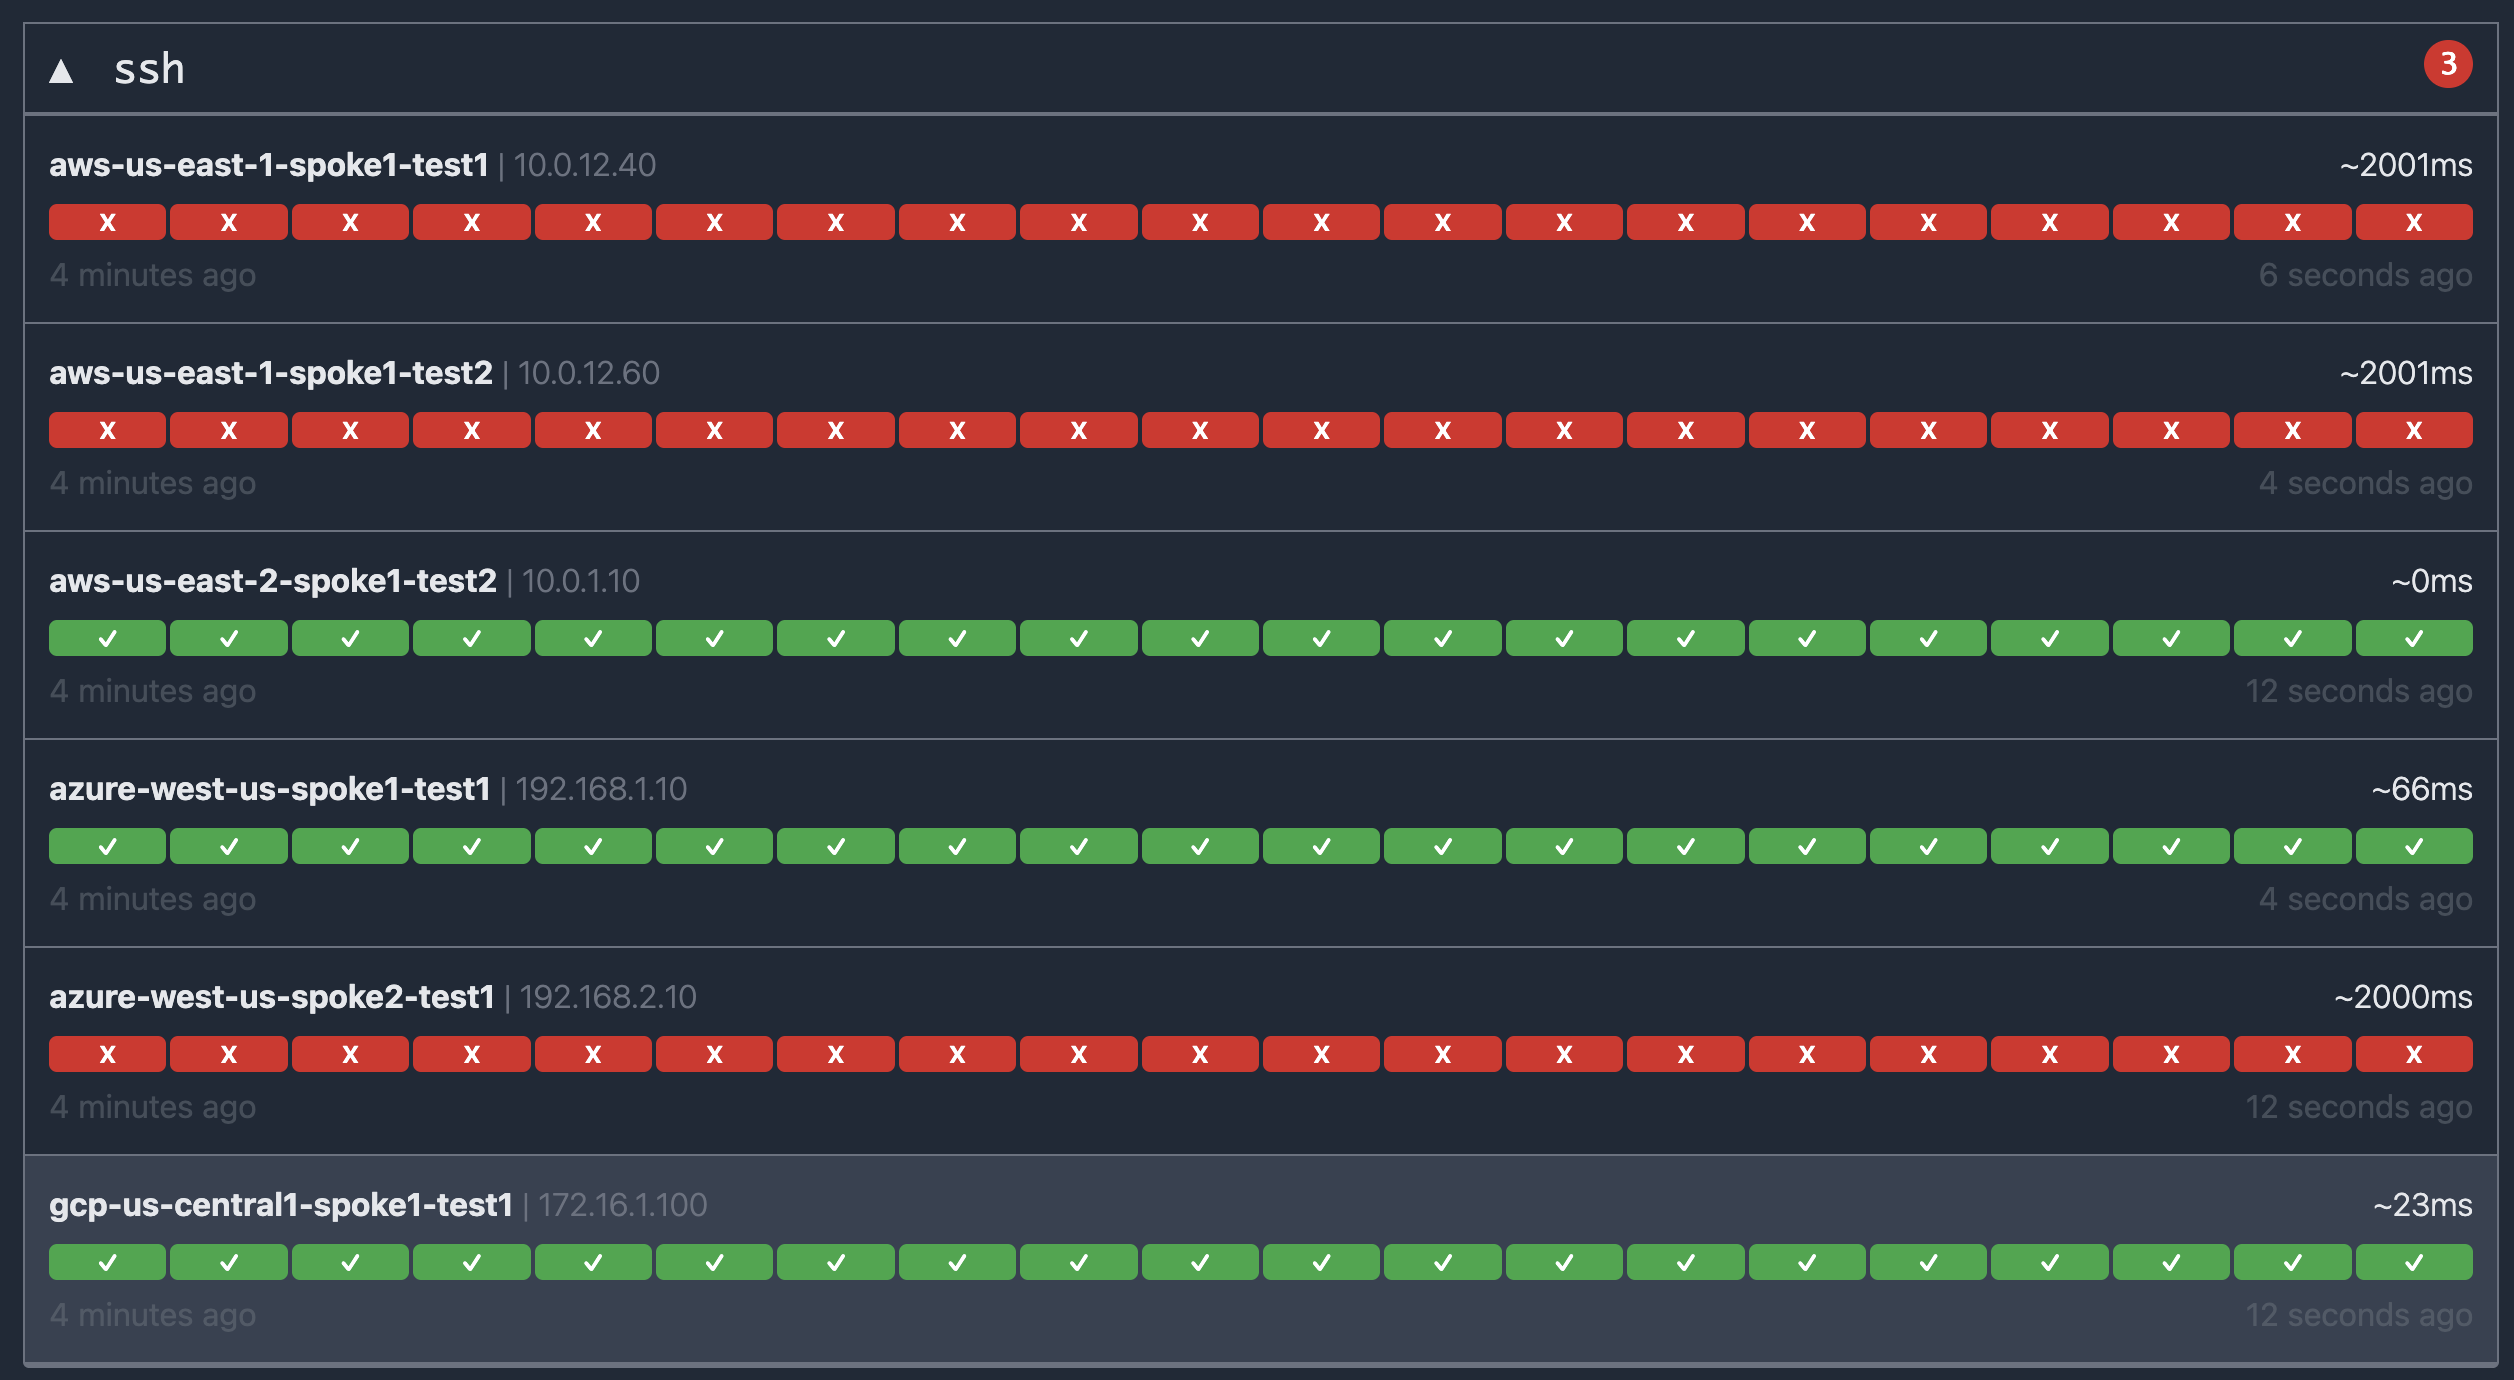 ▲ ssh 3
aws-us-east-1-spoke1-test1 | 10.0.12.40 ~2001ms
X X X X X X X X X X X X X X X X X X X X
4 minutes ago 6 seconds ago
aws-us-east-1-spoke1-test2 | 10.0.12.60 ~2001ms
X X X X X X X X X X X X X X X X X X X X
4 minutes ago 4 seconds ago
aws-us-east-2-spoke1-test2 | 10.0.1.10 ~0ms
✓ ✓ ✓ ✓ ✓ ✓ ✓ ✓ ✓ ✓ ✓ ✓ ✓ ✓ ✓ ✓ ✓ ✓ ✓ ✓
4 minutes ago 12 seconds ago
azure-west-us-spoke1-test1 | 192.168.1.10 ~66ms
✓ ✓ ✓ ✓ ✓ ✓ ✓ ✓ ✓ ✓ ✓ ✓ ✓ ✓ ✓ ✓ ✓ ✓ ✓ ✓
4 minutes ago 4 seconds ago
azure-west-us-spoke2-test1 | 192.168.2.10 ~2000ms
X X X X X X X X X X X X X X X X X X X X
4 minutes ago 12 seconds ago
gcp-us-central1-spoke1-test1 | 172.16.1.100 ~23ms
✓ ✓ ✓ ✓ ✓ ✓ ✓ ✓ ✓ ✓ ✓ ✓ ✓ ✓ ✓ ✓ ✓ ✓ ✓ ✓
4 minutes ago 12 seconds ago